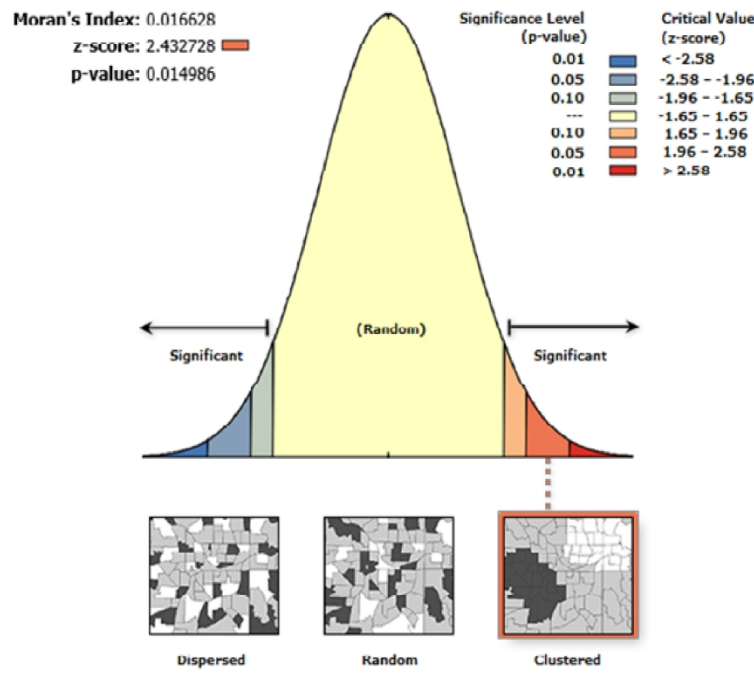 Moran's Index: 0.016628
z-score: 2.432728
p-value: 0.014986
Significance Level
(p-value)
Critical Value
(z-score)
0.01 < -2.58
0.05 -2.58 – -1.96
0.10 -1.96 – -1.65
--- -1.65 – 1.65
0.10 1.65 – 1.96
0.05 1.96 – 2.58
0.01 > 2.58
(Random)
Significant
Significant
Dispersed
Random
Clustered